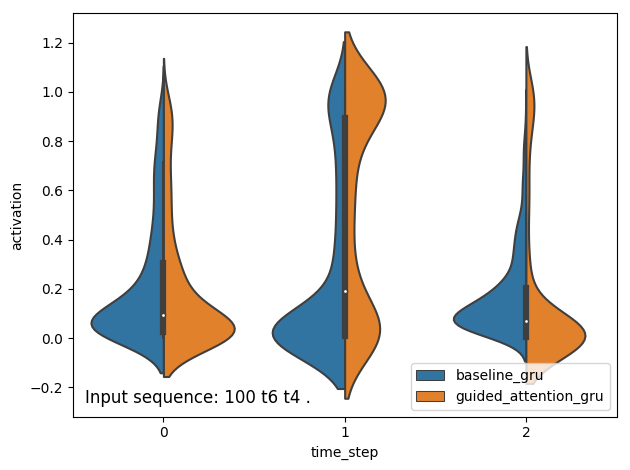 1.2
1.0
0.8
0.6
0.4
0.2
0.0
−0.2
activation
baseline_gru
guided_attention_gru
Input sequence: 100 t6 t4 .
0 1 2
time_step